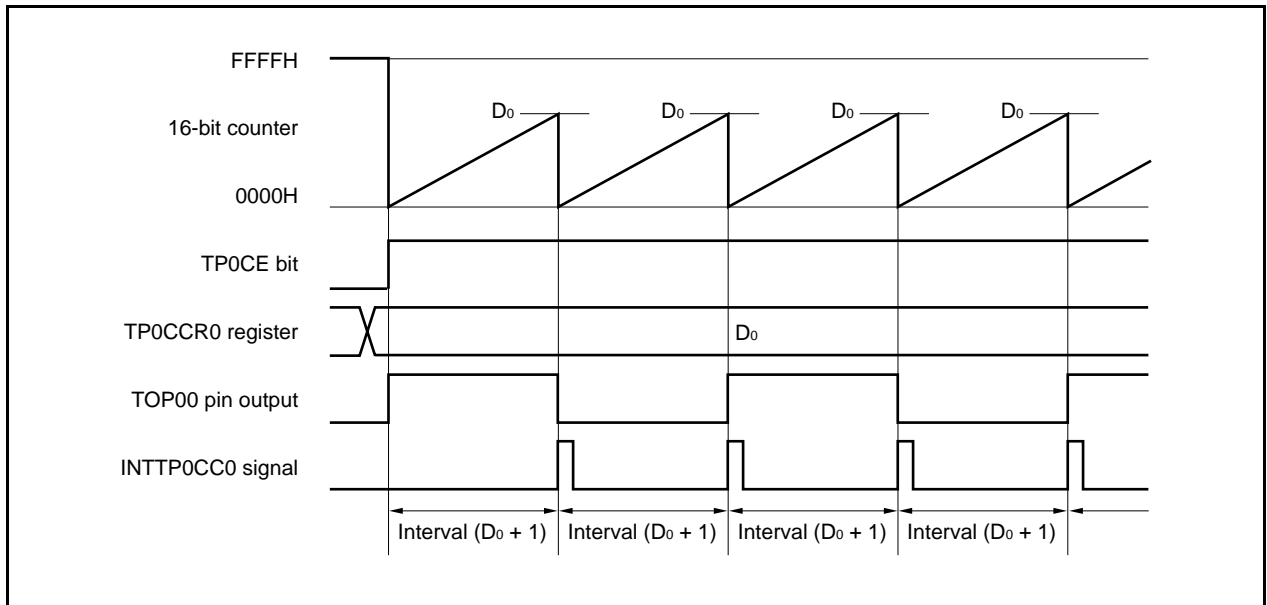 FFFFH
D0 D0 D0 D0
16-bit counter
0000H
TP0CE bit
TP0CCR0 register
D0
TOP00 pin output
INTTP0CC0 signal
Interval (D0 + 1) Interval (D0 + 1) Interval (D0 + 1) Interval (D0 + 1)